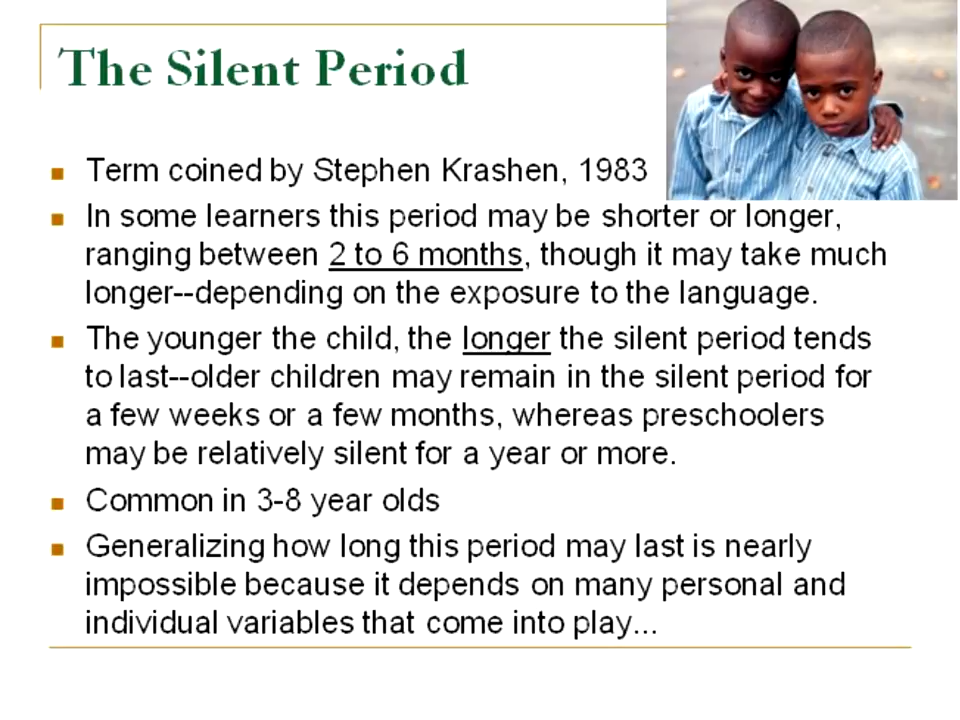 The Silent Period
Term coined by Stephen Krashen, 1983
In some learners this period may be shorter or longer,
ranging between 2 to 6 months, though it may take much
longer--depending on the exposure to the language.
The younger the child, the longer the silent period tends
to last--older children may remain in the silent period for
a few weeks or a few months, whereas preschoolers
may be relatively silent for a year or more.
Common in 3-8 year olds
Generalizing how long this period may last is nearly
impossible because it depends on many personal and
individual variables that come into play...